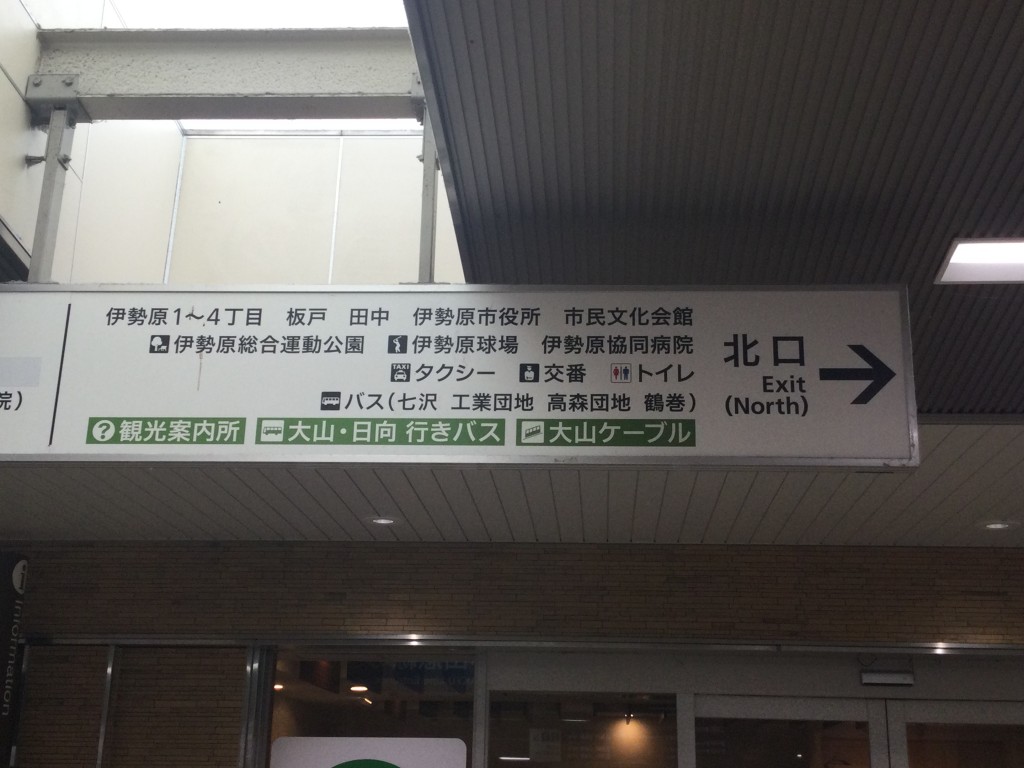 伊勢原1~4丁目 板戸 田中 伊勢原市役所 市民文化会館
伊勢原総合運動公園 伊勢原球場 伊勢原協同病院
TAXI タクシー 交番 トイレ
バス(七沢 工業団地 高森団地 鶴巻)
? 観光案内所 大山・日向 行きバス 大山ケーブル
北口
Exit
(North)
院)
i information